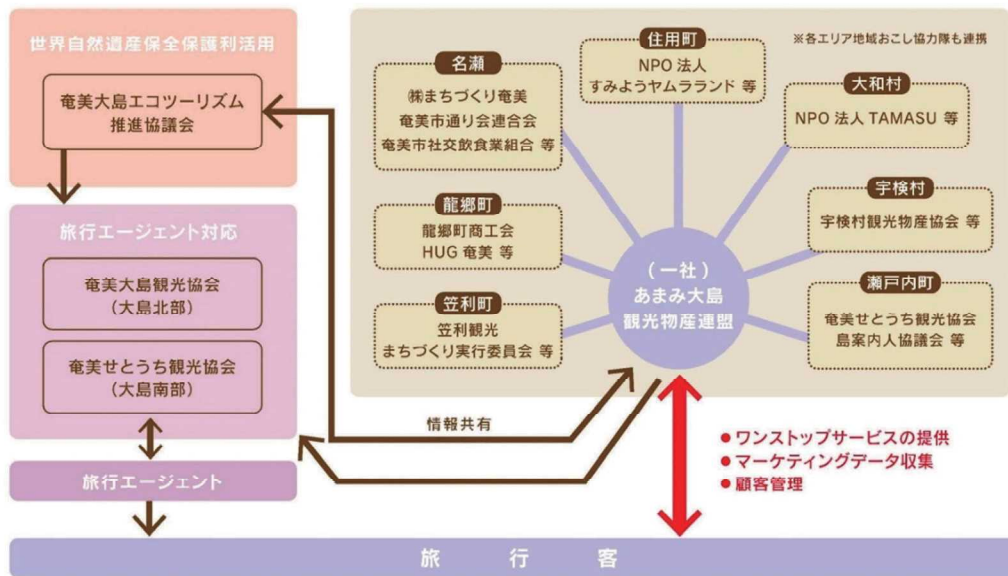 世界自然遺産保全保護利活用
奄美大島エコツーリズム
推進協議会
旅行エージェント対応
奄美大島観光協会
(大島北部)
奄美せとうち観光協会
(大島南部)
旅行エージェント
※各エリア地域おこし協力隊も連携
名瀬
㈱まちづくり奄美
奄美市通り会連合会
奄美市社交飲食業組合 等
住用町
NPO 法人
すみようヤムラランド 等
大和村
NPO 法人 TAMASU 等
龍郷町
龍郷町商工会
HUG 奄美 等
宇検村
宇検村観光物産協会 等
笠利町
笠利観光
まちづくり実行委員会 等
瀬戸内町
奄美せとうち観光協会
島案内人協議会 等
(一社)
あまみ大島
観光物産連盟
情報共有
●ワンストップサービスの提供
●マーケティングデータ収集
●顧客管理
旅行客